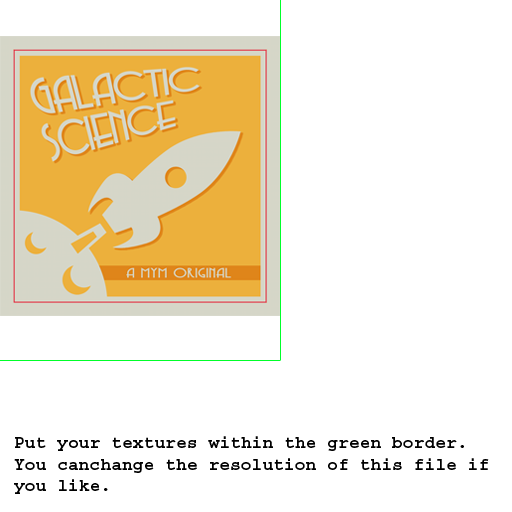 GALACTIC
SCIENCE
A MYM ORIGINAL
Put your textures within the green border.
You canchange the resolution of this file if
you like.